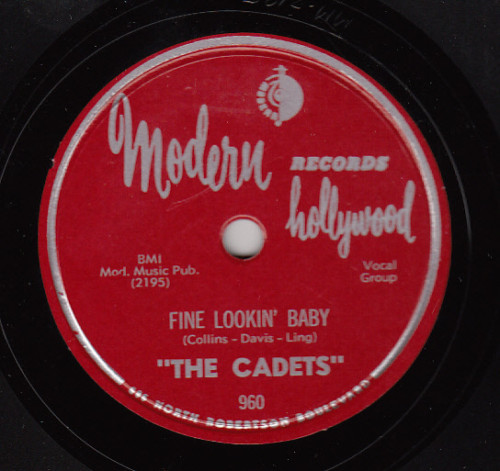 Modern
RECORDS
hollywood
BMI
Mod. Music Pub.
(2195)
Vocal
Group
FINE LOOKIN' BABY
(Collins - Davis - Ling)
"THE CADETS"
960
NORTH ROBERTSON BOULEVARD